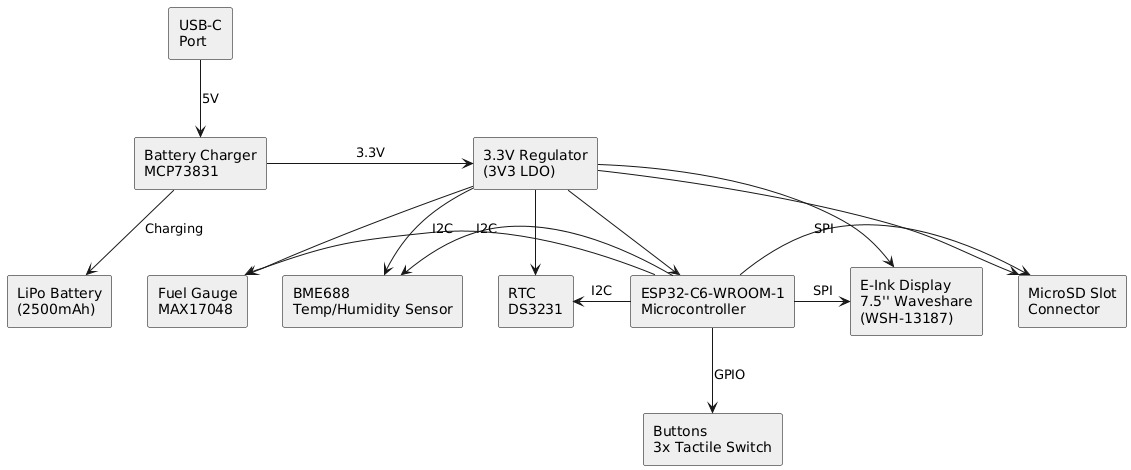 USB-C
Port
5V
Battery Charger
MCP73831
3.3V
3.3V Regulator
(3V3 LDO)
Charging
I2C
I2C
SPI
LiPo Battery
(2500mAh)
Fuel Gauge
MAX17048
BME688
Temp/Humidity Sensor
RTC
DS3231
I2C
ESP32-C6-WROOM-1
Microcontroller
SPI
E-Ink Display
7.5'' Waveshare
(WSH-13187)
MicroSD Slot
Connector
GPIO
Buttons
3x Tactile Switch